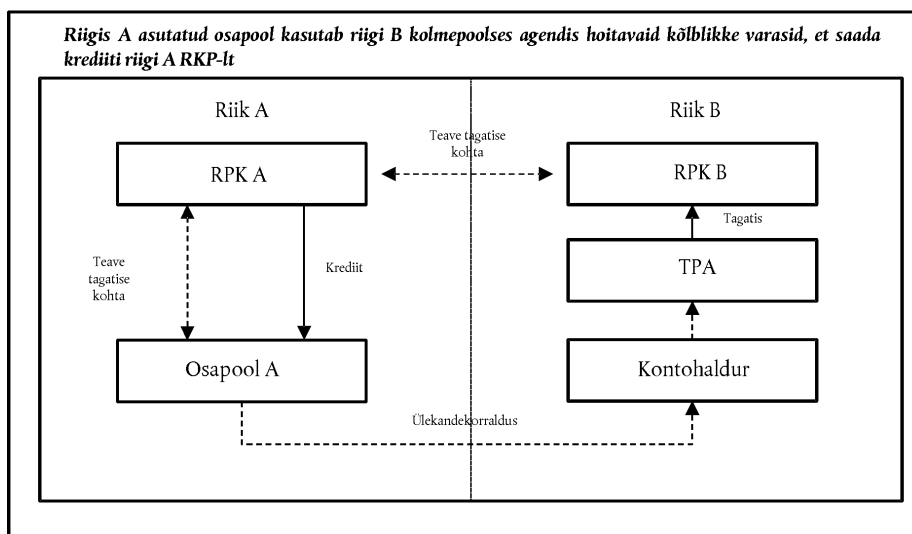 Riigis A asutatud osapool kasutab riigi B kolmepoolses agendis hoitavaid kõlblikke varasid, et saada
krediiti riigi A RKP-lt
Riik A
Riik B
RPK A
Teave tagatise
kohta
RPK B
Teave
tagatise
kohta
Krediit
Tagatis
TPA
Osapool A
Kontohaldur
Ülekandekorraldus